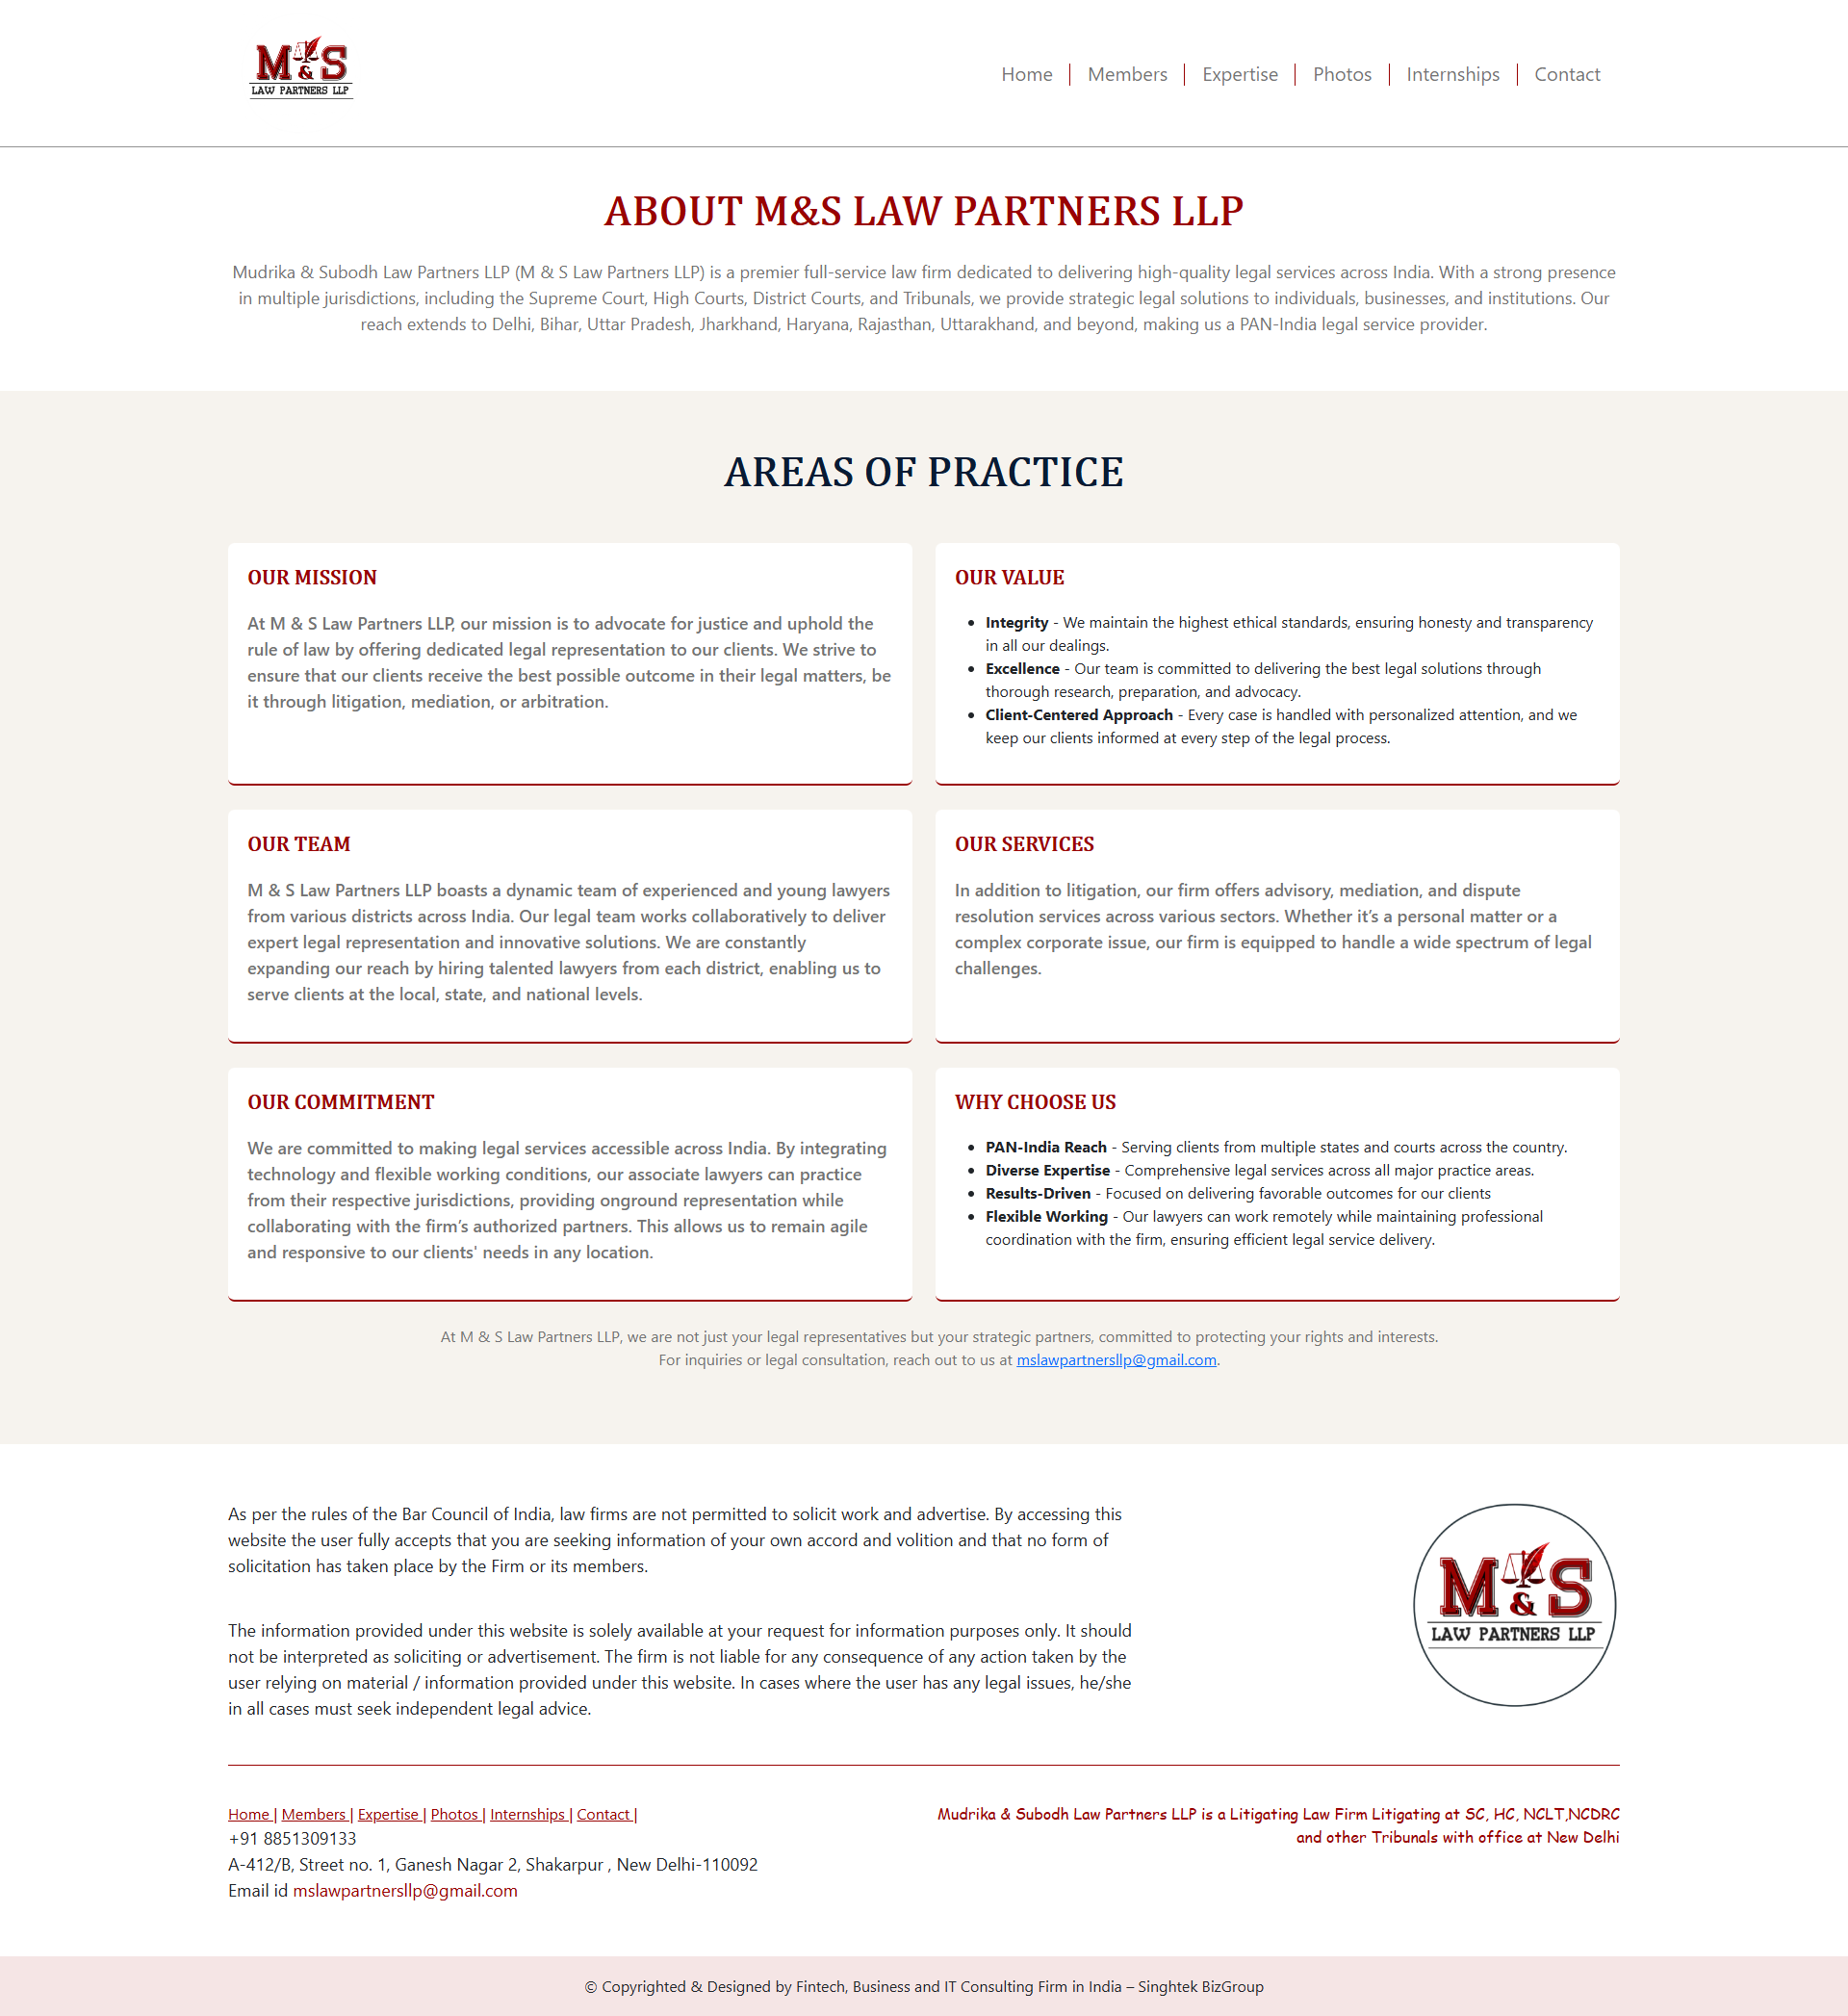 M&S
LAW PARTNERS LLP
Home
Members
Expertise
Photos
Internships
Contact
ABOUT M&S LAW PARTNERS LLP
Mudrika & Subodh Law Partners LLP (M & S Law Partners LLP) is a premier full-service law firm dedicated to delivering high-quality legal services across India. With a strong presence
in multiple jurisdictions, including the Supreme Court, High Courts, District Courts, and Tribunals, we provide strategic legal solutions to individuals, businesses, and institutions. Our
reach extends to Delhi, Bihar, Uttar Pradesh, Jharkhand, Haryana, Rajasthan, Uttarakhand, and beyond, making us a PAN-India legal service provider.
AREAS OF PRACTICE
OUR MISSION
At M & S Law Partners LLP, our mission is to advocate for justice and uphold the
rule of law by offering dedicated legal representation to our clients. We strive to
ensure that our clients receive the best possible outcome in their legal matters, be
it through litigation, mediation, or arbitration.
OUR VALUE
• Integrity - We maintain the highest ethical standards, ensuring honesty and transparency
in all our dealings.
• Excellence - Our team is committed to delivering the best legal solutions through
thorough research, preparation, and advocacy.
• Client-Centered Approach - Every case is handled with personalized attention, and we
keep our clients informed at every step of the legal process.
OUR TEAM
M & S Law Partners LLP boasts a dynamic team of experienced and young lawyers
from various districts across India. Our legal team works collaboratively to deliver
expert legal representation and innovative solutions. We are constantly
expanding our reach by hiring talented lawyers from each district, enabling us to
serve clients at the local, state, and national levels.
OUR SERVICES
In addition to litigation, our firm offers advisory, mediation, and dispute
resolution services across various sectors. Whether it’s a personal matter or a
complex corporate issue, our firm is equipped to handle a wide spectrum of legal
challenges.
OUR COMMITMENT
We are committed to making legal services accessible across India. By integrating
technology and flexible working conditions, our associate lawyers can practice
from their respective jurisdictions, providing onground representation while
collaborating with the firm’s authorized partners. This allows us to remain agile
and responsive to our clients' needs in any location.
WHY CHOOSE US
• PAN-India Reach - Serving clients from multiple states and courts across the country.
• Diverse Expertise - Comprehensive legal services across all major practice areas.
• Results-Driven - Focused on delivering favorable outcomes for our clients
• Flexible Working - Our lawyers can work remotely while maintaining professional
coordination with the firm, ensuring efficient legal service delivery.
At M & S Law Partners LLP, we are not just your legal representatives but your strategic partners, committed to protecting your rights and interests.
For inquiries or legal consultation, reach out to us at mslawpartnersllp@gmail.com.
As per the rules of the Bar Council of India, law firms are not permitted to solicit work and advertise. By accessing this
website the user fully accepts that you are seeking information of your own accord and volition and that no form of
solicitation has taken place by the Firm or its members.
The information provided under this website is solely available at your request for information purposes only. It should
not be interpreted as soliciting or advertisement. The firm is not liable for any consequence of any action taken by the
user relying on material / information provided under this website. In cases where the user has any legal issues, he/she
in all cases must seek independent legal advice.
M&S
LAW PARTNERS LLP
Home | Members | Expertise | Photos | Internships | Contact |
+91 8851309133
A-412/B, Street no. 1, Ganesh Nagar 2, Shakarpur , New Delhi-110092
Email id mslawpartnersllp@gmail.com
Mudrika & Subodh Law Partners LLP is a Litigating Law Firm Litigating at SC, HC, NCLT,NCDRC
and other Tribunals with office at New Delhi
© Copyrighted & Designed by Fintech, Business and IT Consulting Firm in India – Singhtek BizGroup